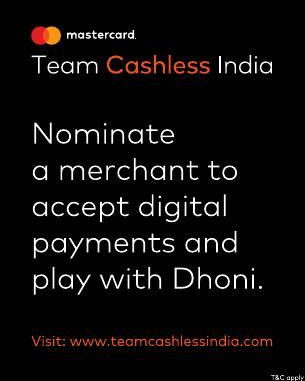 mastercard.
Team Cashless India
Nominate
a merchant to
accept digital
payments and
play with Dhoni.
Visit: www.teamcashlessindia.com
T&C apply